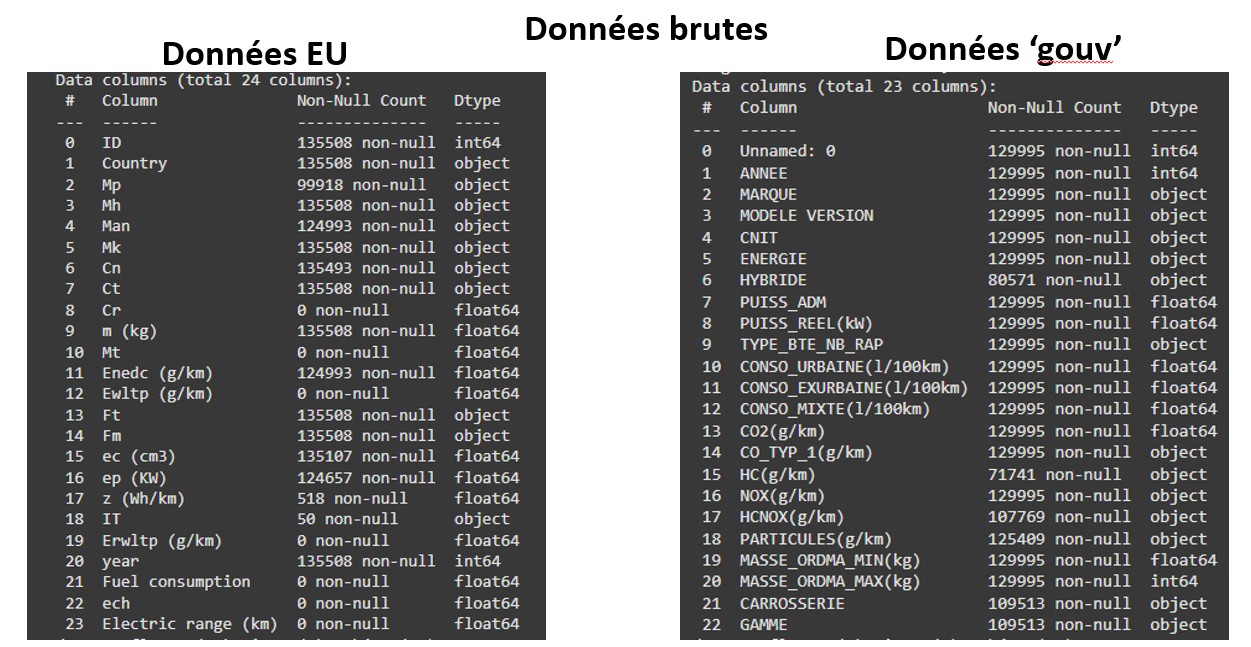 Données brutes
Données EU
Data columns (total 24 columns):
# Column Non-Null Count Dtype
--- ------ -------------- -----
0 ID 135508 non-null int64
1 Country 135508 non-null object
2 Mp 99918 non-null object
3 Mh 135508 non-null object
4 Man 124993 non-null object
5 Mk 135508 non-null object
6 Cn 135493 non-null object
7 Ct 135508 non-null object
8 Cr 0 non-null float64
9 m (kg) 135508 non-null float64
10 Mt 0 non-null float64
11 Enedc (g/km) 124993 non-null float64
12 Ewltp (g/km) 0 non-null float64
13 Ft 135508 non-null object
14 Fm 135508 non-null object
15 ec (cm3) 135107 non-null float64
16 ep (KW) 124657 non-null float64
17 z (Wh/km) 518 non-null float64
18 IT 50 non-null object
19 Erwltp (g/km) 0 non-null float64
20 year 135508 non-null int64
21 Fuel consumption 0 non-null float64
22 ech 0 non-null float64
23 Electric range (km) 0 non-null float64
Données ‘gouv’
Data columns (total 23 columns):
# Column Non-Null Count Dtype
--- ------ -------------- -----
0 Unnamed: 0 129995 non-null int64
1 ANNEE 129995 non-null int64
2 MARQUE 129995 non-null object
3 MODELE VERSION 129995 non-null object
4 CNIT 129995 non-null object
5 ENERGIE 129995 non-null object
6 HYBRIDE 80571 non-null object
7 PUISS_ADM 129995 non-null float64
8 PUISS_REEL(kW) 129995 non-null float64
9 TYPE_BTE_NB_RAP 129995 non-null object
10 CONSO_URBAINE(l/100km) 129995 non-null float64
11 CONSO_EXURBAINE(l/100km) 129995 non-null float64
12 CONSO_MIXTE(l/100km) 129995 non-null float64
13 CO2(g/km) 129995 non-null float64
14 CO_TYP_1(g/km) 129995 non-null object
15 HC(g/km) 71741 non-null object
16 NOX(g/km) 129995 non-null object
17 HCNOX(g/km) 107769 non-null object
18 PARTICULES(g/km) 125409 non-null object
19 MASSE_ORDMA_MIN(kg) 129995 non-null float64
20 MASSE_ORDMA_MAX(kg) 129995 non-null int64
21 CARROSSERIE 109513 non-null object
22 GAMME 109513 non-null object